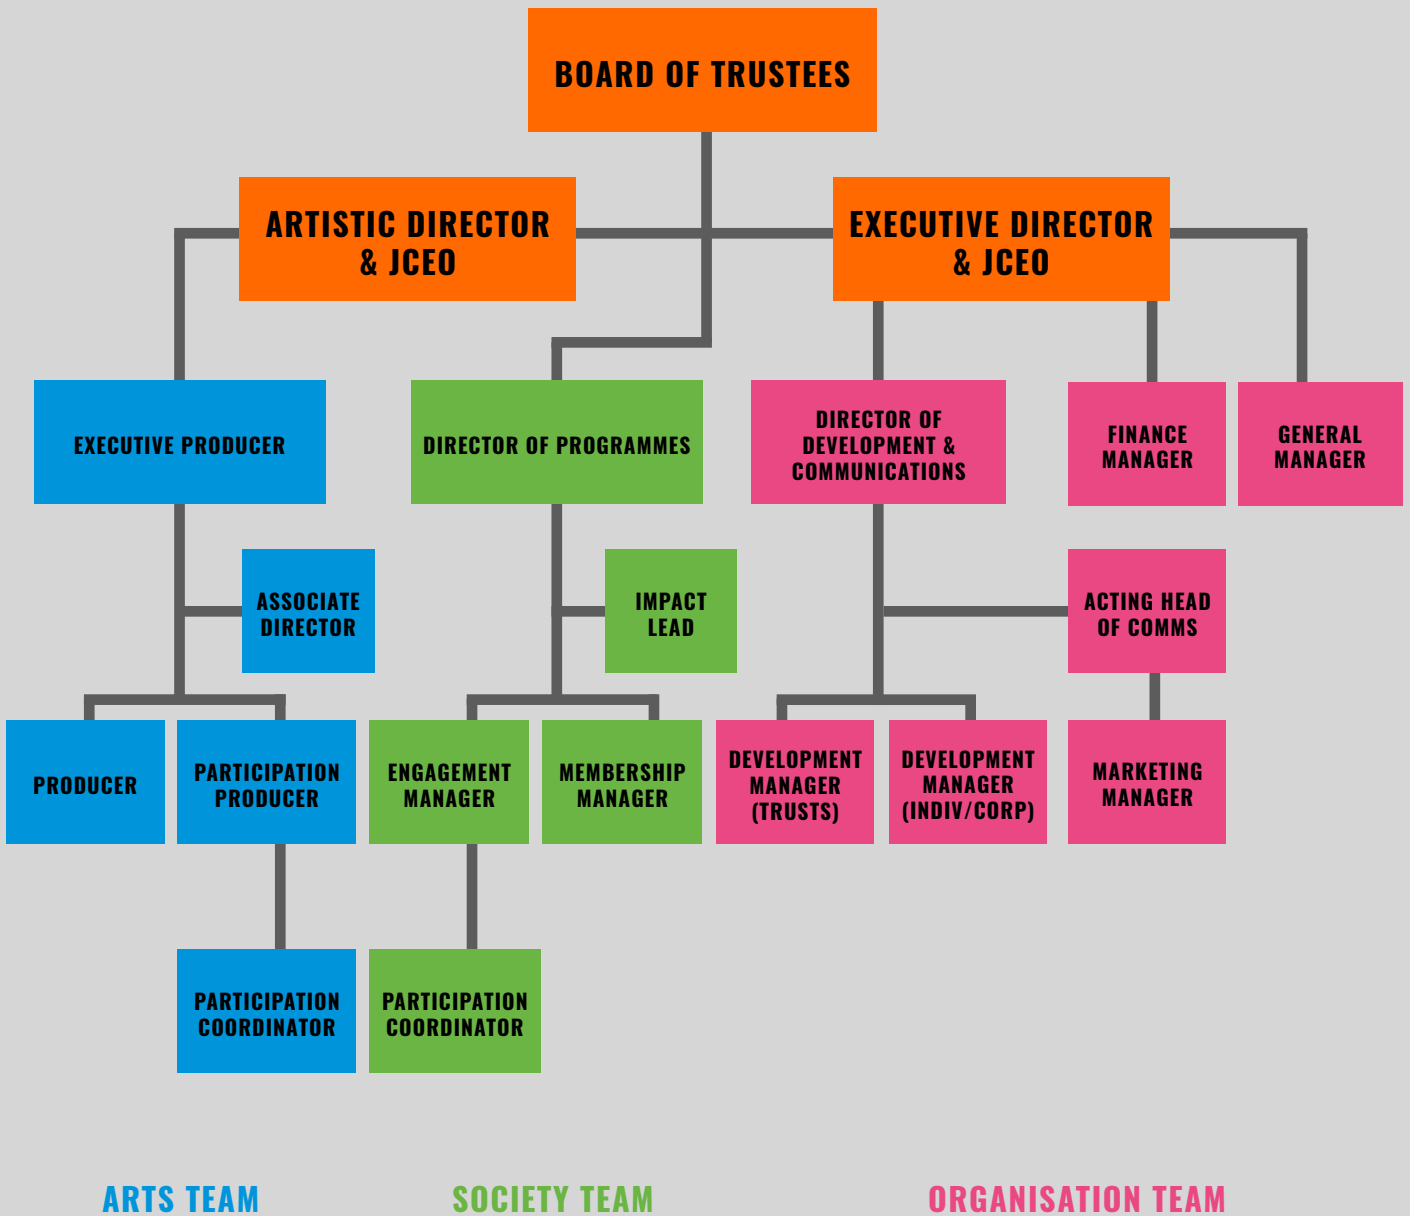 BOARD OF TRUSTEES
ARTISTIC DIRECTOR
& JCEO
EXECUTIVE DIRECTOR
& JCEO
EXECUTIVE PRODUCER
DIRECTOR OF PROGRAMMES
DIRECTOR OF
DEVELOPMENT &
COMMUNICATIONS
FINANCE
MANAGER
GENERAL
MANAGER
ASSOCIATE
DIRECTOR
IMPACT
LEAD
ACTING HEAD
OF COMMS
PRODUCER
PARTICIPATION
PRODUCER
ENGAGEMENT
MANAGER
MEMBERSHIP
MANAGER
DEVELOPMENT
MANAGER
(TRUSTS)
DEVELOPMENT
MANAGER
(INDIV/CORP)
MARKETING
MANAGER
PARTICIPATION
COORDINATOR
PARTICIPATION
COORDINATOR
ARTS TEAM
SOCIETY TEAM
ORGANISATION TEAM